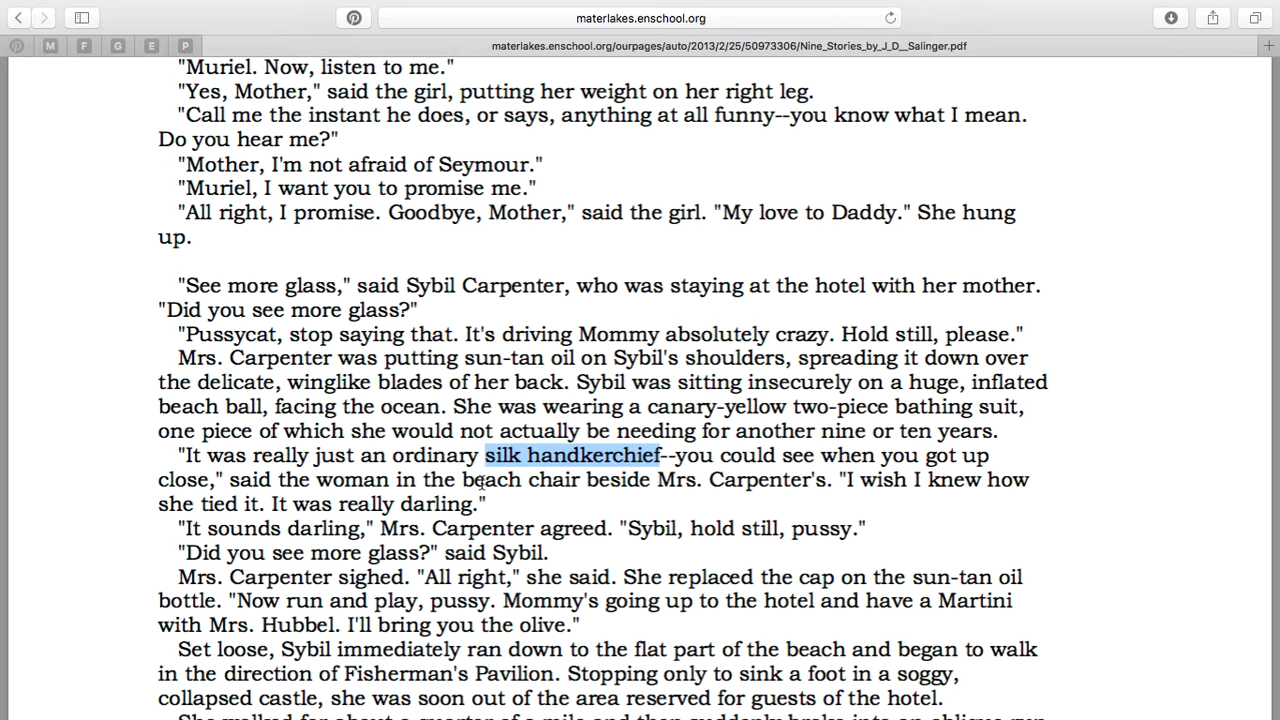 materlakes.enschool.org
M F G E P
materlakes.enschool.org/ourpages/auto/2013/2/25/50973306/Nine_Stories_by_J_D__Salinger.pdf
"Muriel. Now, listen to me."
"Yes, Mother," said the girl, putting her weight on her right leg.
"Call me the instant he does, or says, anything at all funny--you know what I mean.
Do you hear me?"
"Mother, I'm not afraid of Seymour."
"Muriel, I want you to promise me."
"All right, I promise. Goodbye, Mother," said the girl. "My love to Daddy." She hung
up.
"See more glass," said Sybil Carpenter, who was staying at the hotel with her mother.
"Did you see more glass?"
"Pussycat, stop saying that. It's driving Mommy absolutely crazy. Hold still, please."
Mrs. Carpenter was putting sun-tan oil on Sybil's shoulders, spreading it down over
the delicate, winglike blades of her back. Sybil was sitting insecurely on a huge, inflated
beach ball, facing the ocean. She was wearing a canary-yellow two-piece bathing suit,
one piece of which she would not actually be needing for another nine or ten years.
"It was really just an ordinary silk handkerchief--you could see when you got up
close," said the woman in the beach chair beside Mrs. Carpenter's. "I wish I knew how
she tied it. It was really darling."
"It sounds darling," Mrs. Carpenter agreed. "Sybil, hold still, pussy."
"Did you see more glass?" said Sybil.
Mrs. Carpenter sighed. "All right," she said. She replaced the cap on the sun-tan oil
bottle. "Now run and play, pussy. Mommy's going up to the hotel and have a Martini
with Mrs. Hubbel. I'll bring you the olive."
Set loose, Sybil immediately ran down to the flat part of the beach and began to walk
in the direction of Fisherman's Pavilion. Stopping only to sink a foot in a soggy,
collapsed castle, she was soon out of the area reserved for guests of the hotel.
She walked for about a quarter of a mile and then suddenly broke into an oblique run